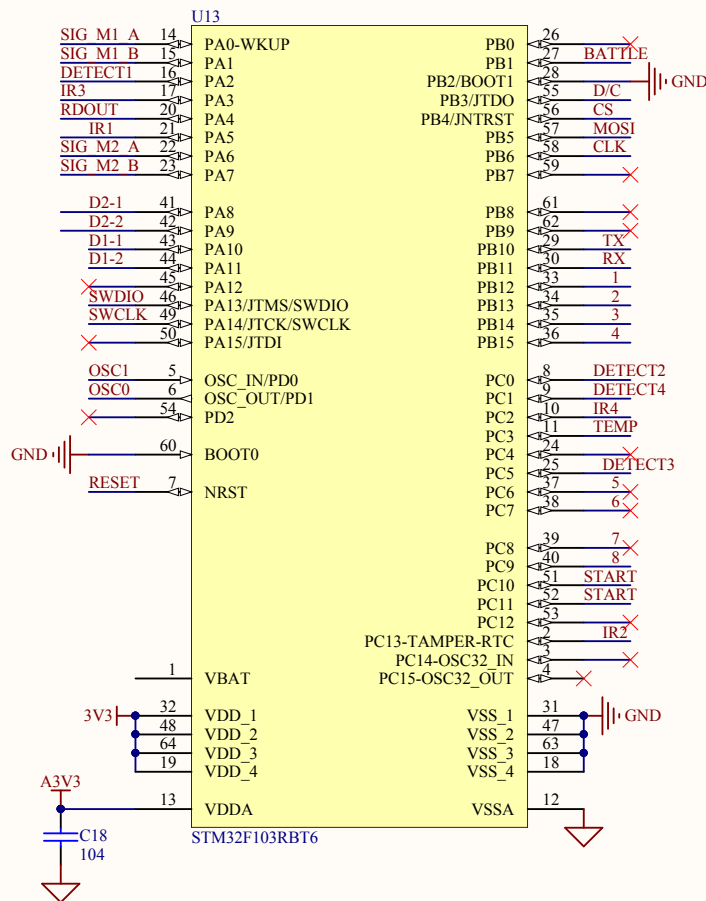 U13
SIG_M1_A 14 PA0-WKUP PB0 26
SIG_M1_B 15 PA1 PB1 27 BATTLE
DETECT1 16 PA2 PB2/BOOT1 28 GND
IR3 17 PA3 PB3/JTDO 55 D/C
RDOUT 20 PA4 PB4/JNTRST 56 CS
IR1 21 PA5 PB5 57 MOSI
SIG_M2_A 22 PA6 PB6 58 CLK
SIG_M2_B 23 PA7 PB7 59
D2-1 41 PA8 PB8 61
D2-2 42 PA9 PB9 62
D1-1 43 PA10 PB10 29 TX
D1-2 44 PA11 PB11 30 RX
45 PA12 PB12 33 1
SWDIO 46 PA13/JTMS/SWDIO PB13 34 2
SWCLK 49 PA14/JTCK/SWCLK PB14 35 3
50 PA15/JTDI PB15 36 4
OSC1 5 OSC_IN/PD0 PC0 8 DETECT2
OSC0 6 OSC_OUT/PD1 PC1 9 DETECT4
54 PD2 PC2 10 IR4
PC3 11 TEMP
GND 60 BOOT0 PC4 24
PC5 25 DETECT3
RESET 7 NRST PC6 37 5
PC7 38 6
PC8 39 7
PC9 40 8
PC10 51 START
PC11 52 START
PC12 53
PC13-TAMPER-RTC 2 IR2
PC14-OSC32_IN 3
1 VBAT PC15-OSC32_OUT 4
3V3 32 VDD_1 VSS_1 31 GND
48 VDD_2 VSS_2 47
64 VDD_3 VSS_3 63
19 VDD_4 VSS_4 18
A3V3
13 VDDA VSSA 12
C18
104
STM32F103RBT6